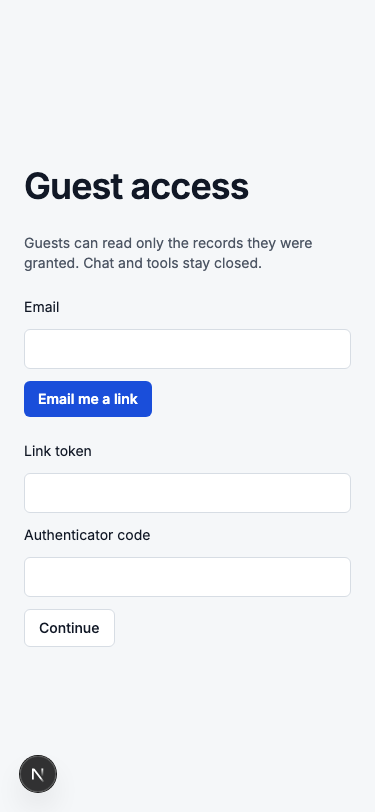 Guest access
Guests can read only the records they were
granted. Chat and tools stay closed.
Email
Email me a link
Link token
Authenticator code
Continue
N